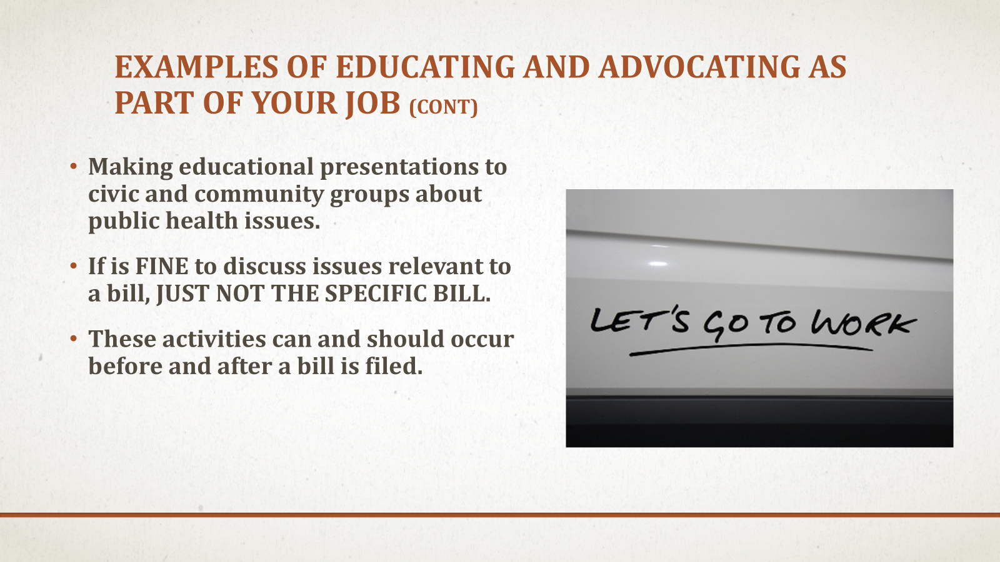 EXAMPLES OF EDUCATING AND ADVOCATING AS
PART OF YOUR JOB (CONT)
• Making educational presentations to
civic and community groups about
public health issues.
• If is FINE to discuss issues relevant to
a bill, JUST NOT THE SPECIFIC BILL.
• These activities can and should occur
before and after a bill is filed.
LET'S GO TO WORK